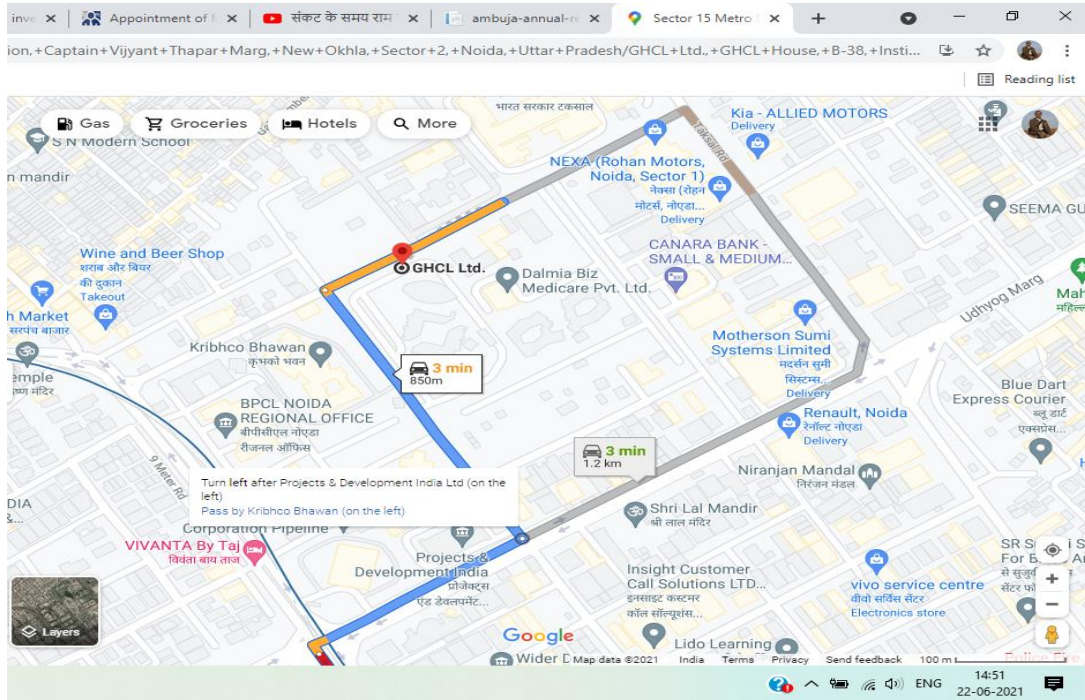 inve
Appointment of
संकट के समय राम
ambuja-annual-re
Sector 15 Metro
ion,+Captain+Vijyant+Thapar+Marg,+New+Okhla,+Sector+2,+Noida,+Uttar+Pradesh/GHCL+Ltd.,+GHCL+House,+B-38,+Insti...
Reading list
Gas
Groceries
Hotels
More
भारत सरकार टकसाल
Kia - ALLIED MOTORS
Delivery
S N Modern School
n mandir
Taksal Rd
NEXA (Rohan Motors,
Noida, Sector 1)
नेक्सा (रोहन
मोटर्स, नोएडा...
Delivery
SEEMA GU
Wine and Beer Shop
शराब और बियर
की दुकान
Takeout
GHCL Ltd.
CANARA BANK -
SMALL & MEDIUM...
Dalmia Biz
Medicare Pvt. Ltd.
Udhyog Marg
Mah
h Market
सरपंच बाजार
Kribhco Bhawan
कृभको भवन
Motherson Sumi
Systems Limited
मदर्सन सुमी
सिस्टम्स...
Delivery
emple
ष्ण मंदिर
3 min
850m
BPCL NOIDA
REGIONAL OFFICE
बीपीसीएल नोएडा
रीजनल ऑफिस
Blue Dart
Express Courier
ब्लू डार्ट
एक्सप्रेस...
Renault, Noida
रेनॉल्ट नोएडा
Delivery
3 min
1.2 km
9 Meter Rd
Niranjan Mandal
निरंजन मंडल
Turn left after Projects & Development India Ltd (on the
left)
Pass by Kribhco Bhawan (on the left)
DIA
&...
Shri Lal Mandir
श्री लाल मंदिर
Corporation Pipeline
VIVANTA By Taj
विवंता बाय ताज
Projects &
Development India
प्रोजेक्ट्स
एंड डेवलपमेंट...
Insight Customer
Call Solutions LTD...
इनसाइट कस्टमर
कॉल सॉल्यूशंस...
vivo service centre
वीवो सर्विस सेंटर
Electronics store
SR S
For B
Layers
Google
Lido Learning
Wider
Map data ©2021
India
Terms
Privacy
Send feedback
100 m
ENG
14:51
22-06-2021